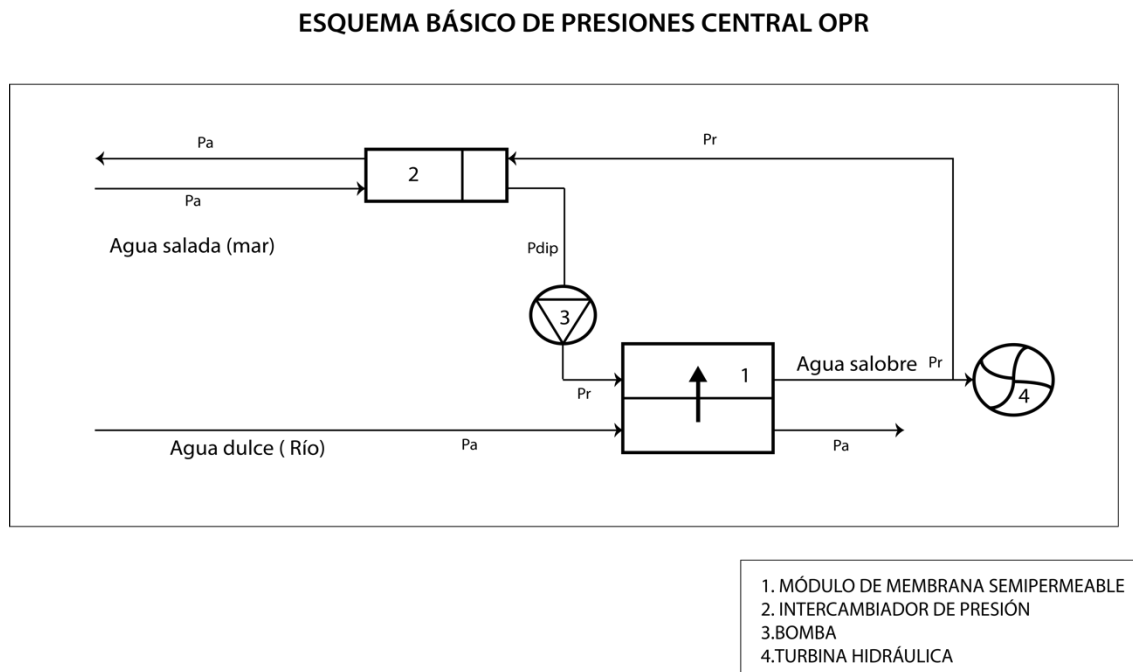 ESQUEMA BÁSICO DE PRESIONES CENTRAL OPR
Pa
Pr
2
Pa
Agua salada (mar)
Pdip
3
Agua salobre
Pr
1
4
Pr
Agua dulce ( Río)
Pa
Pa
1. MÓDULO DE MEMBRANA SEMIPERMEABLE
2. INTERCAMBIADOR DE PRESIÓN
3.BOMBA
4.TURBINA HIDRÁULICA